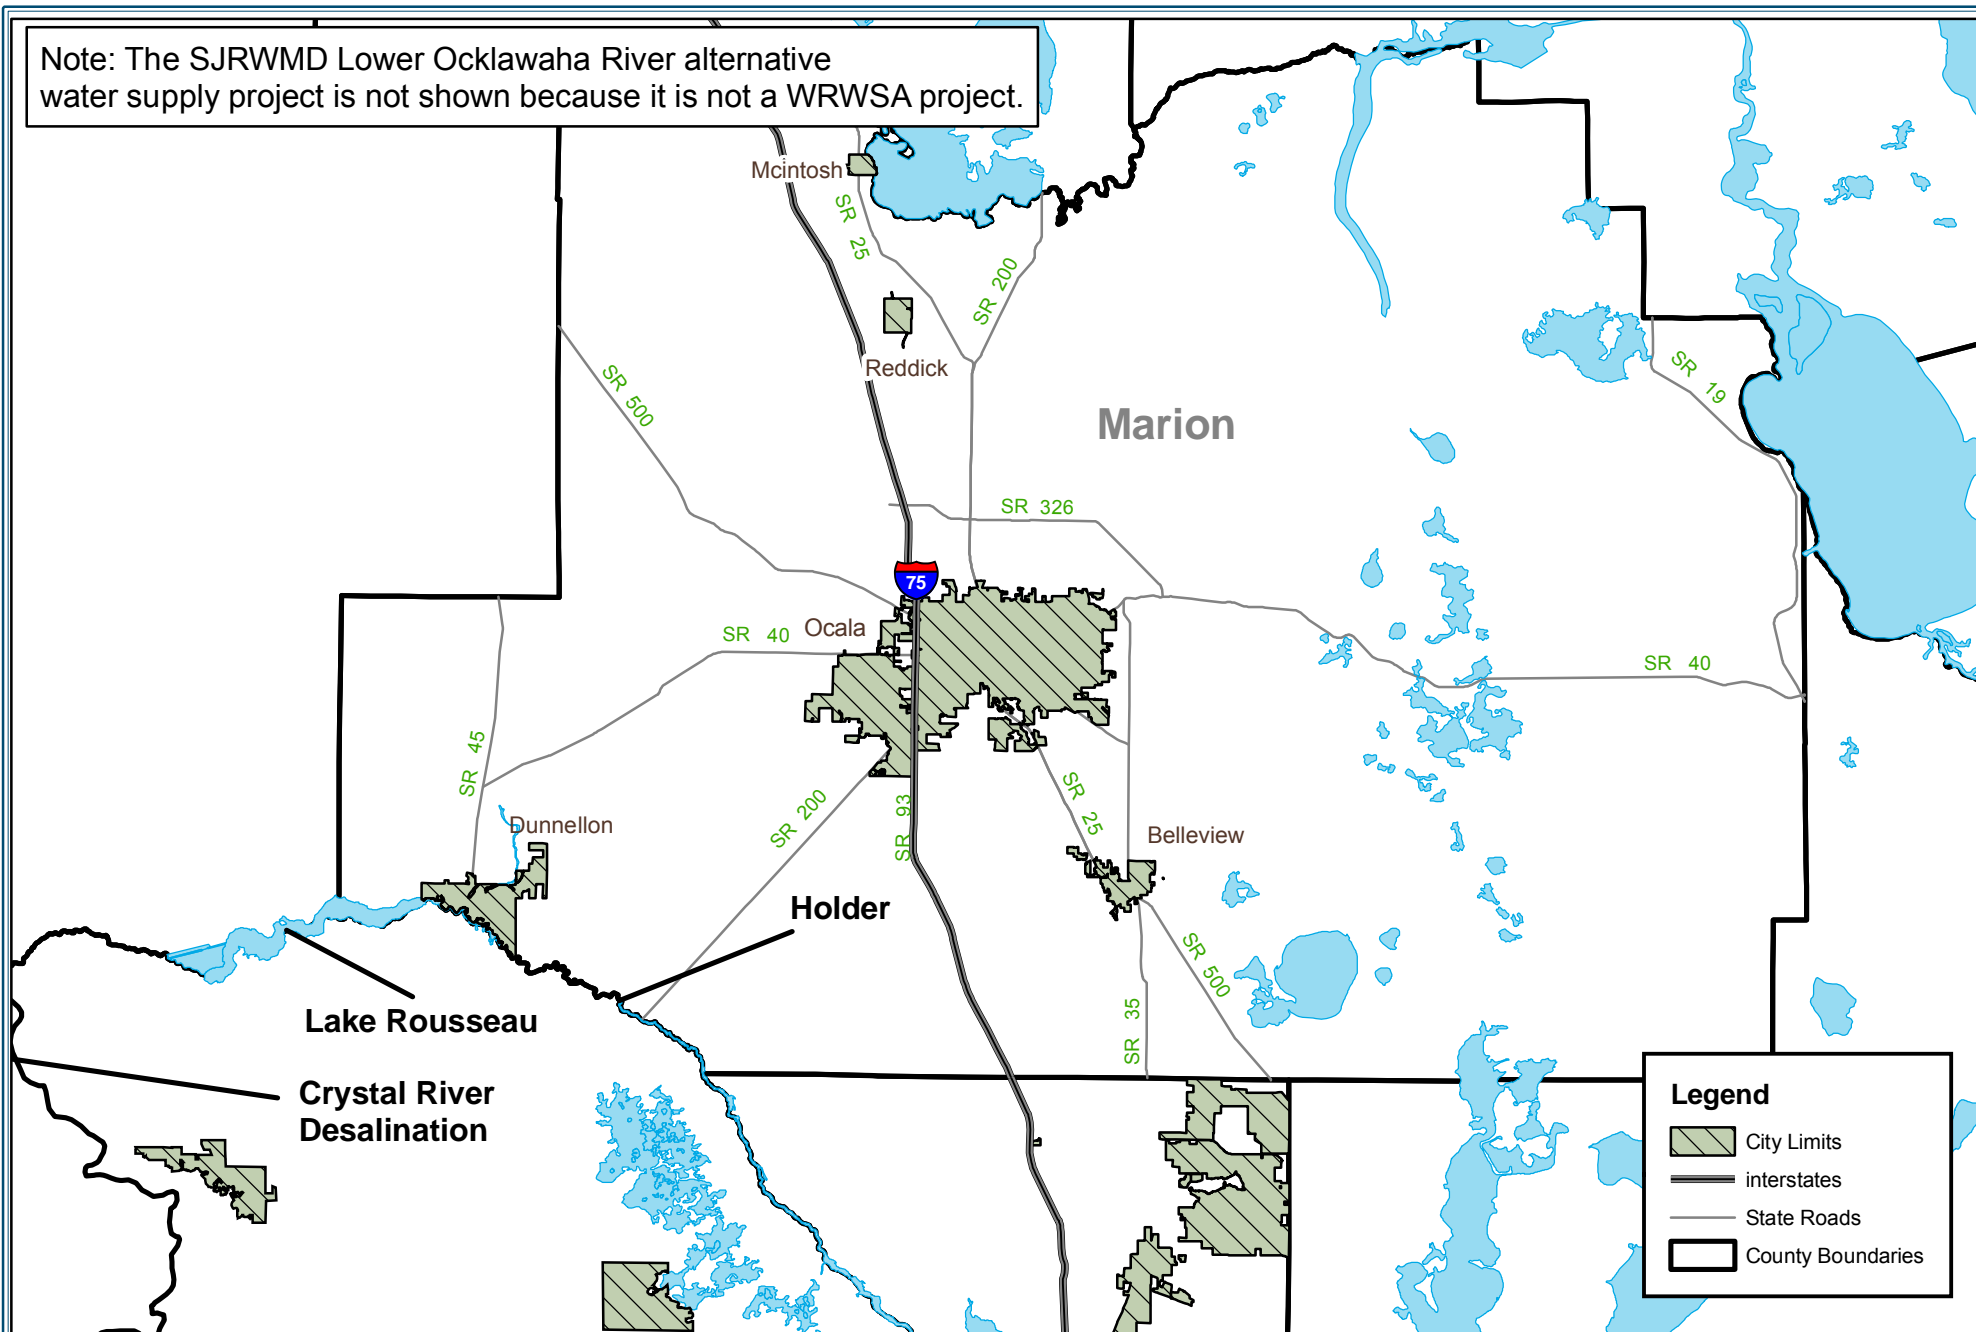 Note: The SJRWMD Lower Ocklawaha River alternative
water supply project is not shown because it is not a WRWSA project.
Mcintosh
SR 25
SR 200
Reddick
SR 500
SR 19
Marion
SR 326
75
SR 40
Ocala
SR 40
SR 45
SR 200
SR 93
SR 25
Dunnellon
Belleview
Holder
SR 500
SR 35
Lake Rousseau
Crystal River
Desalination
Legend
City Limits
interstates
State Roads
County Boundaries